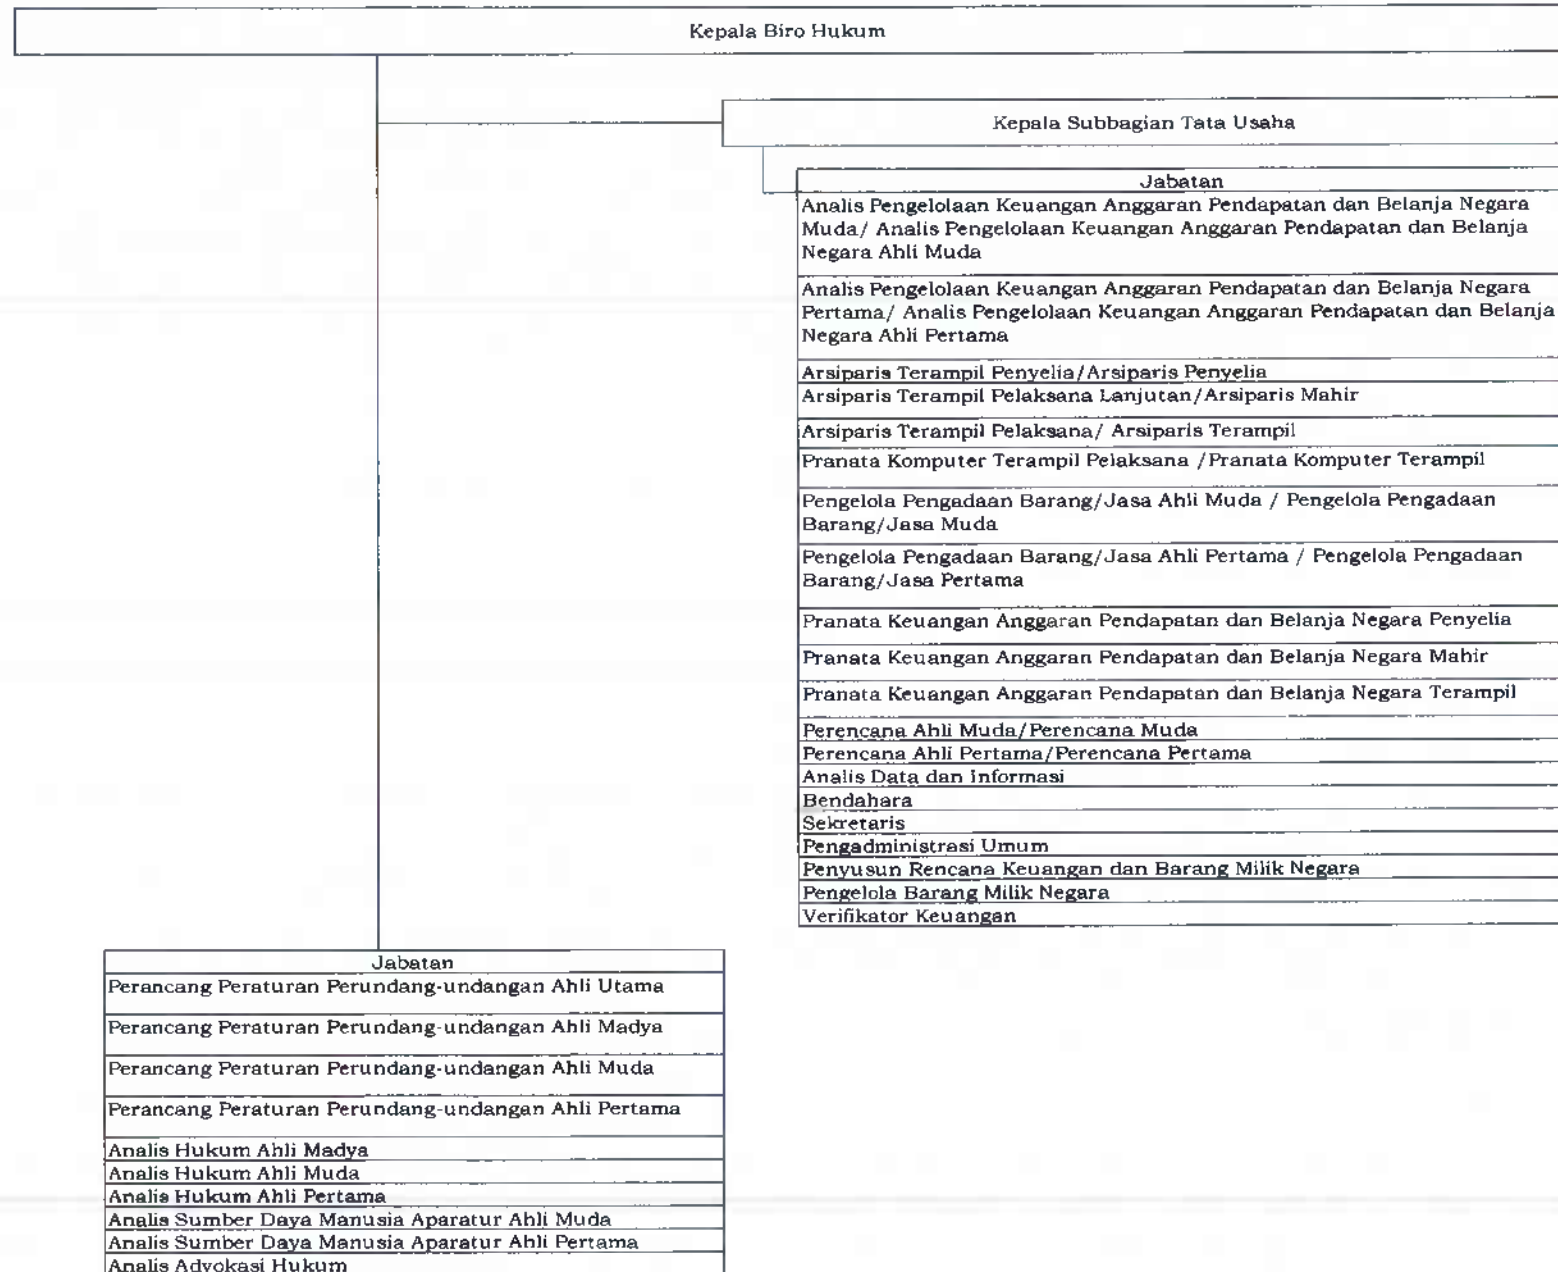 Kepala Biro Hukum
Kepala Subbagian Tata Usaha
Jabatan
Analis Pengelolaan Keuangan Anggaran Pendapatan dan Belanja Negara
Muda/ Analis Pengelolaan Keuangan Anggaran Pendapatan dan Belanja
Negara Ahli Muda
Analis Pengelolaan Keuangan Anggaran Pendapatan dan Belanja Negara
Pertama/ Analis Pengelolaan Keuangan Anggaran Pendapatan dan Belanja
Negara Ahli Pertama
Arsiparis Terampil Penyelia/Arsiparis Penyelia
Arsiparis Terampil Pelaksana Lanjutan/Arsiparis Mahir
Arsiparis Terampil Pelaksana/ Arsiparis Terampil
Pranata Komputer Terampil Pelaksana /Pranata Komputer Terampil
Pengelola Pengadaan Barang/Jasa Ahli Muda / Pengelola Pengadaan
Barang/Jasa Muda
Pengelola Pengadaan Barang/Jasa Ahli Pertama / Pengelola Pengadaan
Barang/Jasa Pertama
Pranata Keuangan Anggaran Pendapatan dan Belanja Negara Penyelia
Pranata Keuangan Anggaran Pendapatan dan Belanja Negara Mahir
Pranata Keuangan Anggaran Pendapatan dan Belanja Negara Terampil
Perencana Ahli Muda/Perencana Muda
Perencana Ahli Pertama/Perencana Pertama
Analis Data dan Informasi
Bendahara
Sekretaris
Pengadministrasi Umum
Penyusun Rencana Keuangan dan Barang Milik Negara
Pengelola Barang Milik Negara
Verifikator Keuangan
Jabatan
Perancang Peraturan Perundang-undangan Ahli Utama
Perancang Peraturan Perundang-undangan Ahli Madya
Perancang Peraturan Perundang-undangan Ahli Muda
Perancang Peraturan Perundang-undangan Ahli Pertama
Analis Hukum Ahli Madya
Analis Hukum Ahli Muda
Analis Hukum Ahli Pertama
Analis Sumber Daya Manusia Aparatur Ahli Muda
Analis Sumber Daya Manusia Aparatur Ahli Pertama
Analis Advokasi Hukum